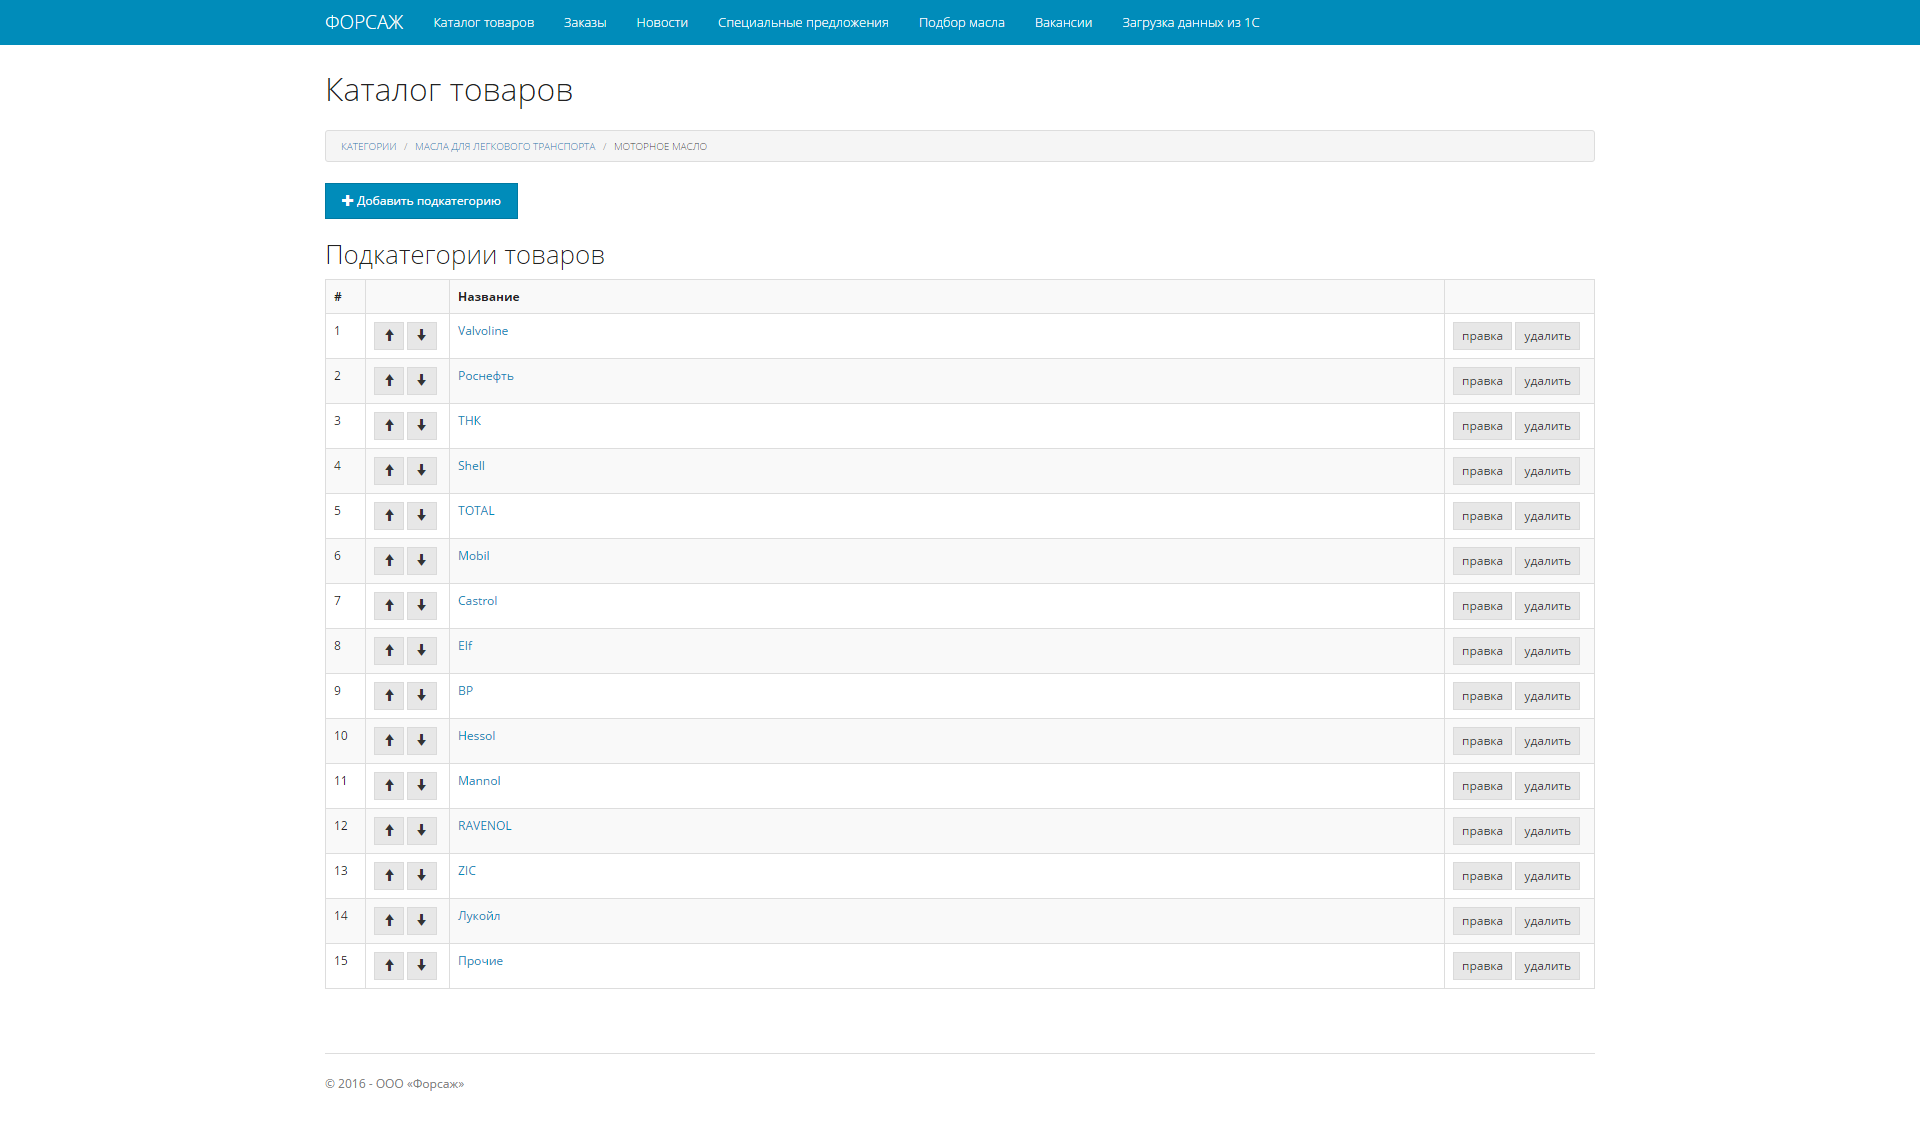 ФОРСАЖ Каталог товаров Заказы Новости Специальные предложения Подбор масла Вакансии Загрузка данных из 1С
Каталог товаров
КАТЕГОРИИ / МАСЛА ДЛЯ ЛЕГКОВОГО ТРАНСПОРТА / МОТОРНОЕ МАСЛО
Добавить подкатегорию
Подкатегории товаров
# Название
1 Valvoline правка удалить
2 Роснефть правка удалить
3 ТНК правка удалить
4 Shell правка удалить
5 TOTAL правка удалить
6 Mobil правка удалить
7 Castrol правка удалить
8 Elf правка удалить
9 BP правка удалить
10 Hessol правка удалить
11 Mannol правка удалить
12 RAVENOL правка удалить
13 ZIC правка удалить
14 Лукойл правка удалить
15 Прочие правка удалить
© 2016 - ООО «Форсаж»